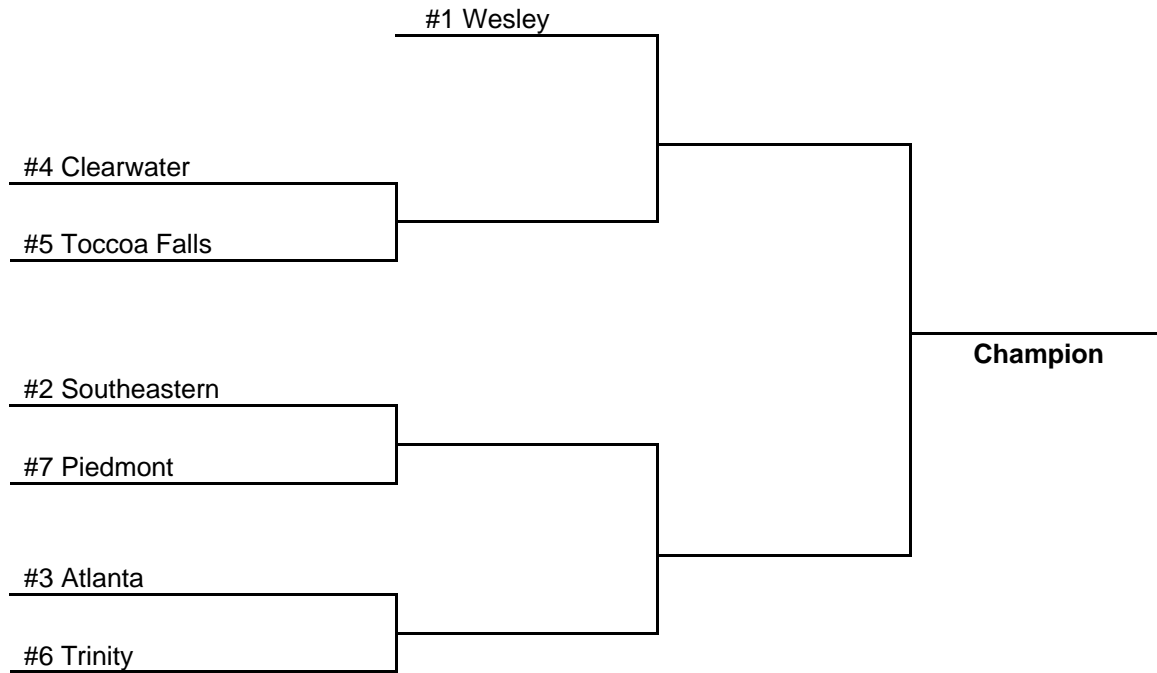 #1 Wesley
#4 Clearwater
#5 Toccoa Falls
Champion
#2 Southeastern
#7 Piedmont
#3 Atlanta
#6 Trinity